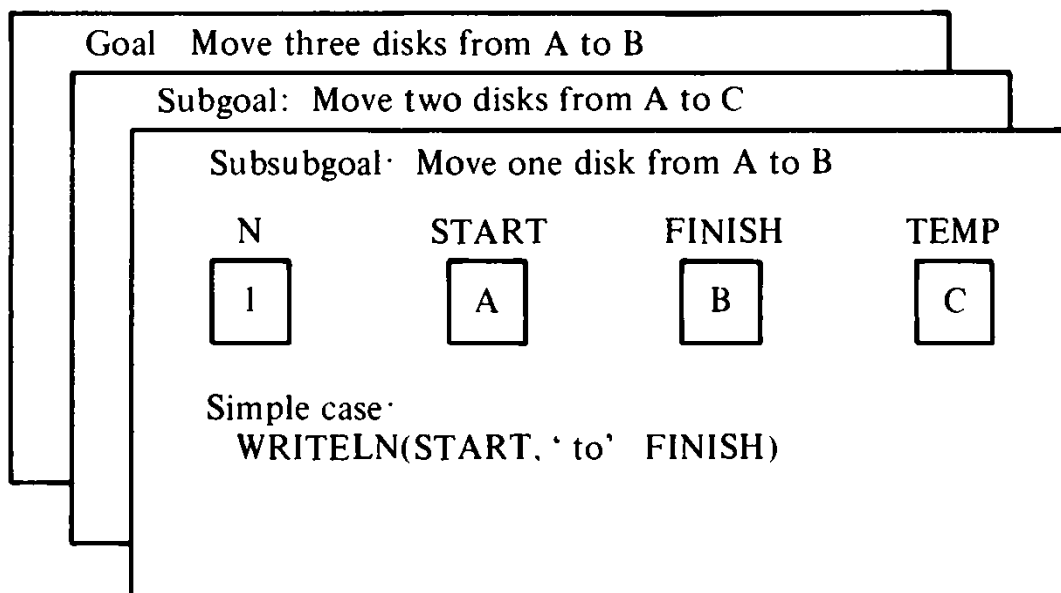 Goal Move three disks from A to B
Subgoal: Move two disks from A to C
Subsubgoal· Move one disk from A to B
N START FINISH TEMP
1 A B C
Simple case·
WRITELN(START. ‘ to’ FINISH)